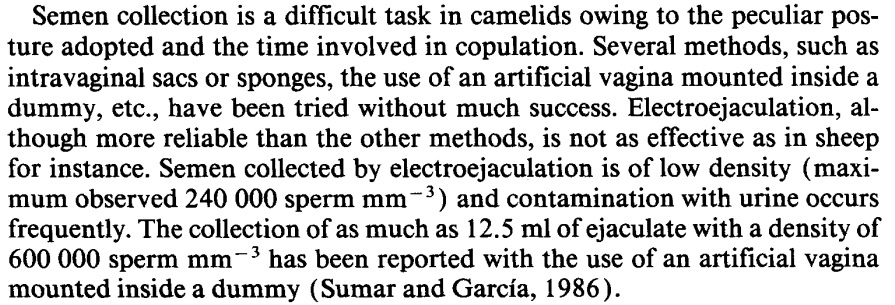 Semen collection is a difficult task in camelids owing to the peculiar pos-
ture adopted and the time involved in copulation. Several methods, such as
intravaginal sacs or sponges, the use of an artificial vagina mounted inside a
dummy, etc., have been tried without much success. Electroejaculation, al-
though more reliable than the other methods, is not as effective as in sheep
for instance. Semen collected by electroejaculation is of low density (maxi-
mum observed 240 000 sperm mm⁻³) and contamination with urine occurs
frequently. The collection of as much as 12.5 ml of ejaculate with a density of
600 000 sperm mm⁻³ has been reported with the use of an artificial vagina
mounted inside a dummy (Sumar and García, 1986).